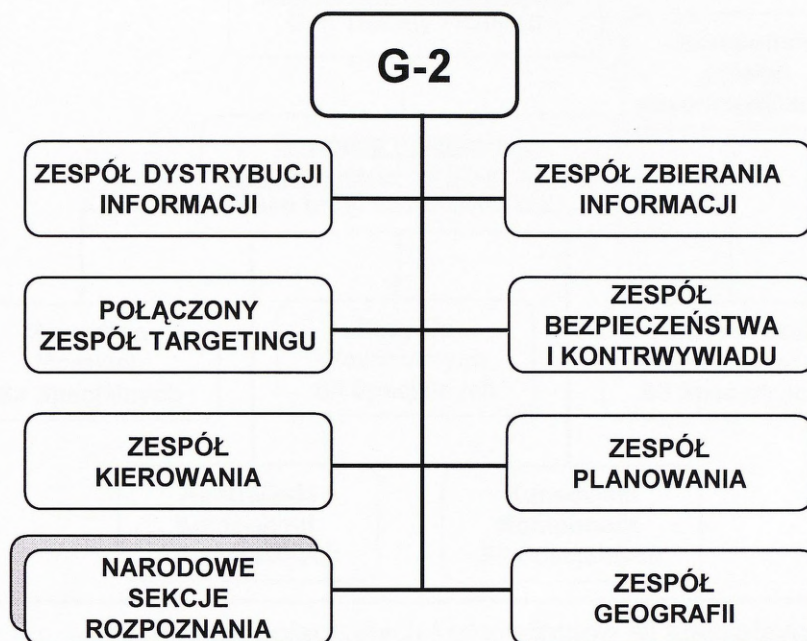 G-2
ZESPÓŁ DYSTRYBUCJI
INFORMACJI
ZESPÓŁ ZBIERANIA
INFORMACJI
POŁĄCZONY
ZESPÓŁ TARGETINGU
ZESPÓŁ
BEZPIECZEŃSTWA
I KONTRWYWIADU
ZESPÓŁ
KIEROWANIA
ZESPÓŁ
PLANOWANIA
NARODOWE
SEKCJE
ROZPOZNANIA
ZESPÓŁ
GEOGRAFII